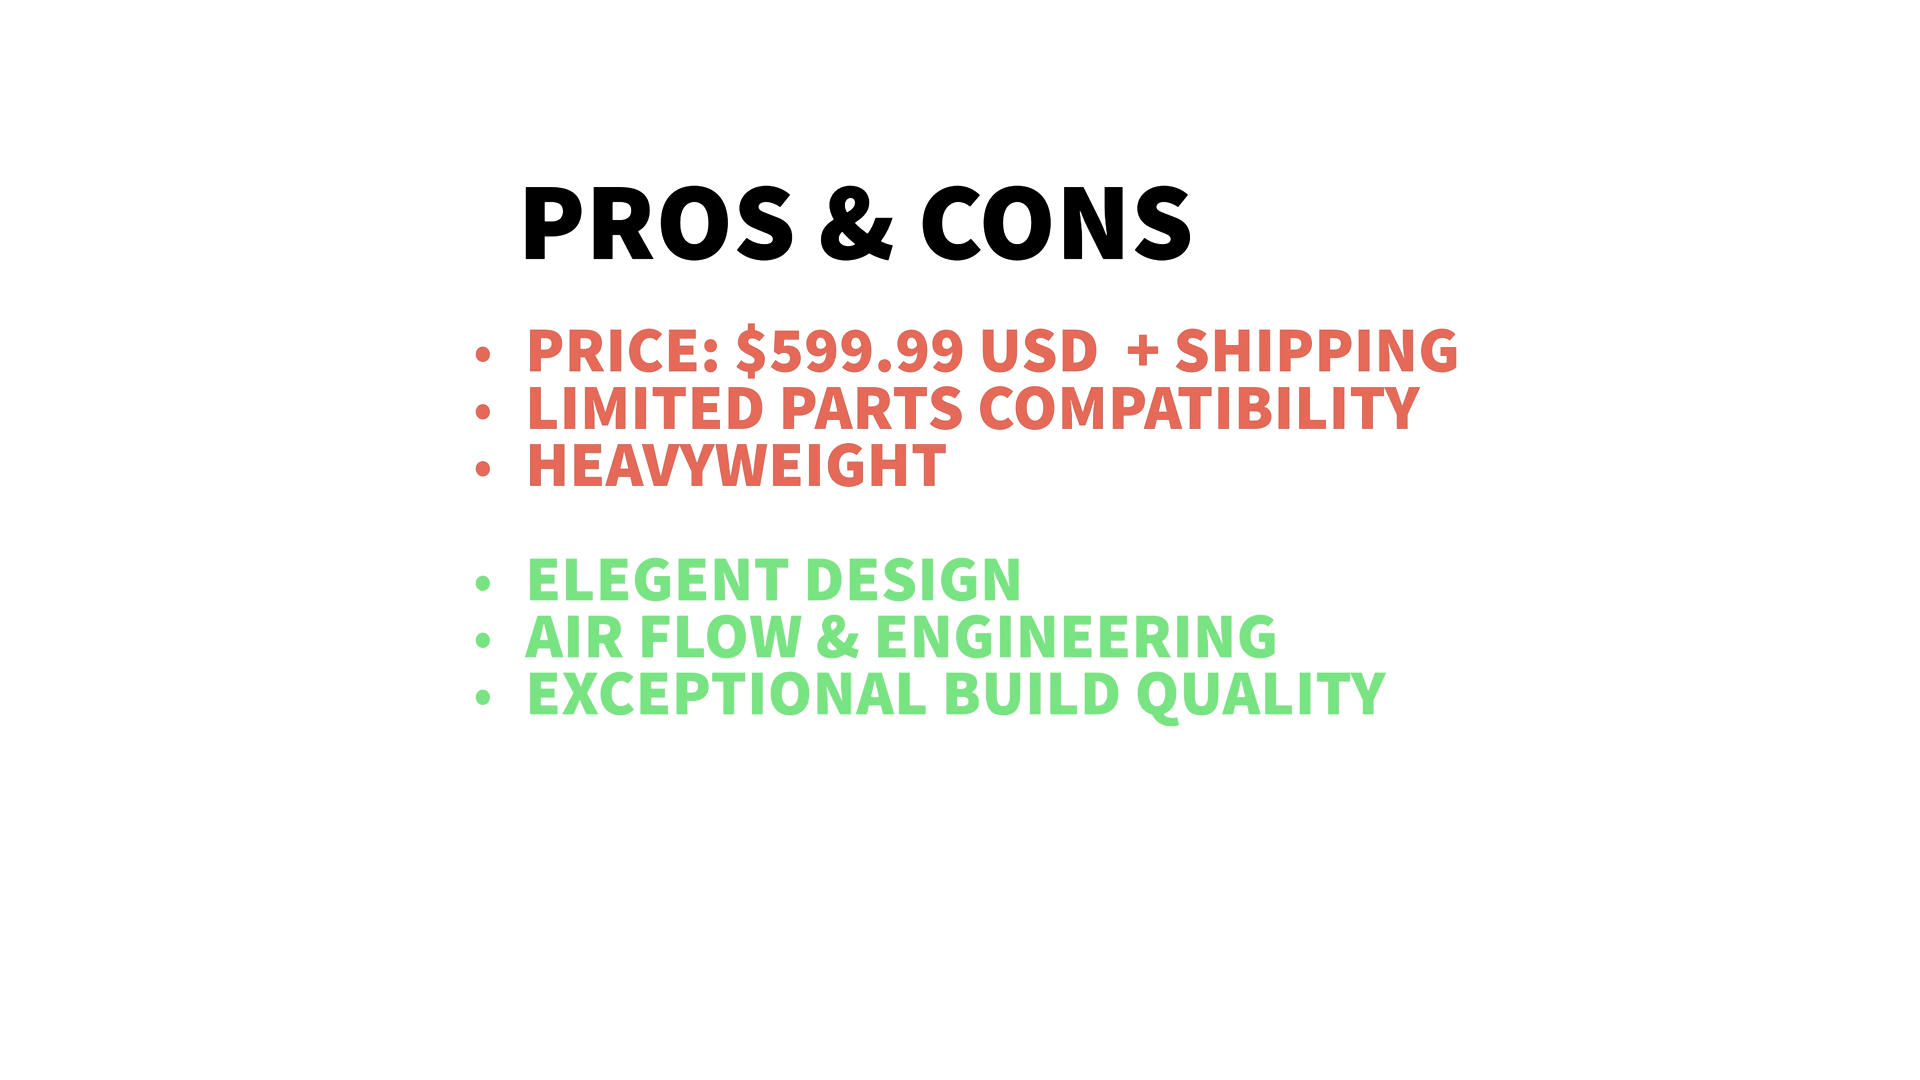 PROS & CONS
• PRICE: $599.99 USD  + SHIPPING
• LIMITED PARTS COMPATIBILITY
• HEAVYWEIGHT
• ELEGENT DESIGN
• AIR FLOW & ENGINEERING
• EXCEPTIONAL BUILD QUALITY